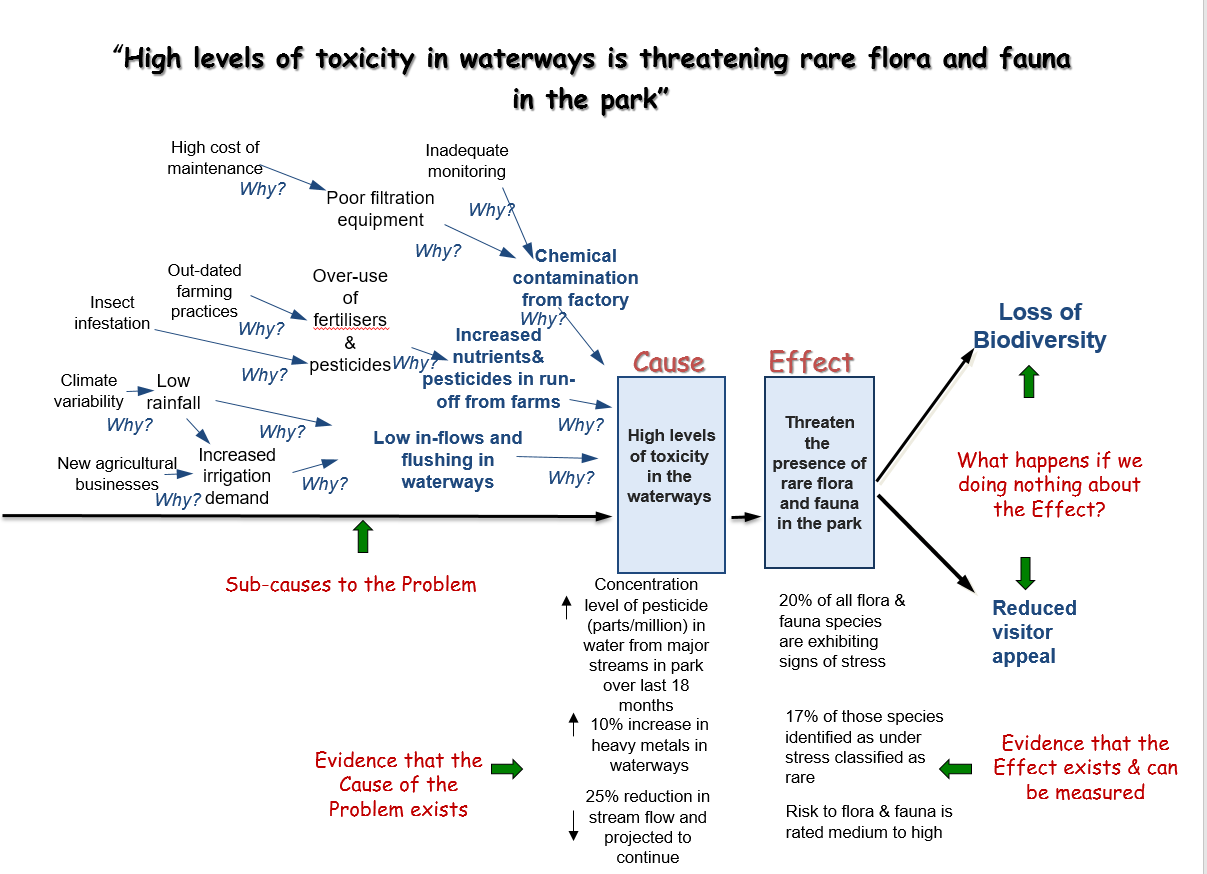 “High levels of toxicity in waterways is threatening rare flora and fauna
in the park”
High cost of
maintenance
Why?
Poor filtration
equipment
Why?
Inadequate
monitoring
Why?
Chemical
contamination
from factory
Why?
Out-dated
farming
practices
Why?
Insect
infestation
Why?
Over-use
of
fertilisers
&
pesticides
Why?
Increased
nutrients&
pesticides in run-
off from farms
Why?
Climate
variability
Why?
Low
rainfall
Why?
New agricultural
businesses
Why?
Increased
irrigation
demand
Why?
Low in-flows and
flushing in
waterways
Why?
Sub-causes to the Problem
Cause
High levels
of toxicity
in the
waterways
Effect
Threaten
the
presence of
rare flora
and fauna
in the park
Loss of
Biodiversity
What happens if we
doing nothing about
the Effect?
Reduced
visitor
appeal
Concentration
level of pesticide
(parts/million) in
water from major
streams in park
over last 18
months
10% increase in
heavy metals in
waterways
25% reduction in
stream flow and
projected to
continue
Evidence that the
Cause of the
Problem exists
20% of all flora &
fauna species
are exhibiting
signs of stress
17% of those species
identified as under
stress classified as
rare
Risk to flora & fauna is
rated medium to high
Evidence that the
Effect exists & can
be measured